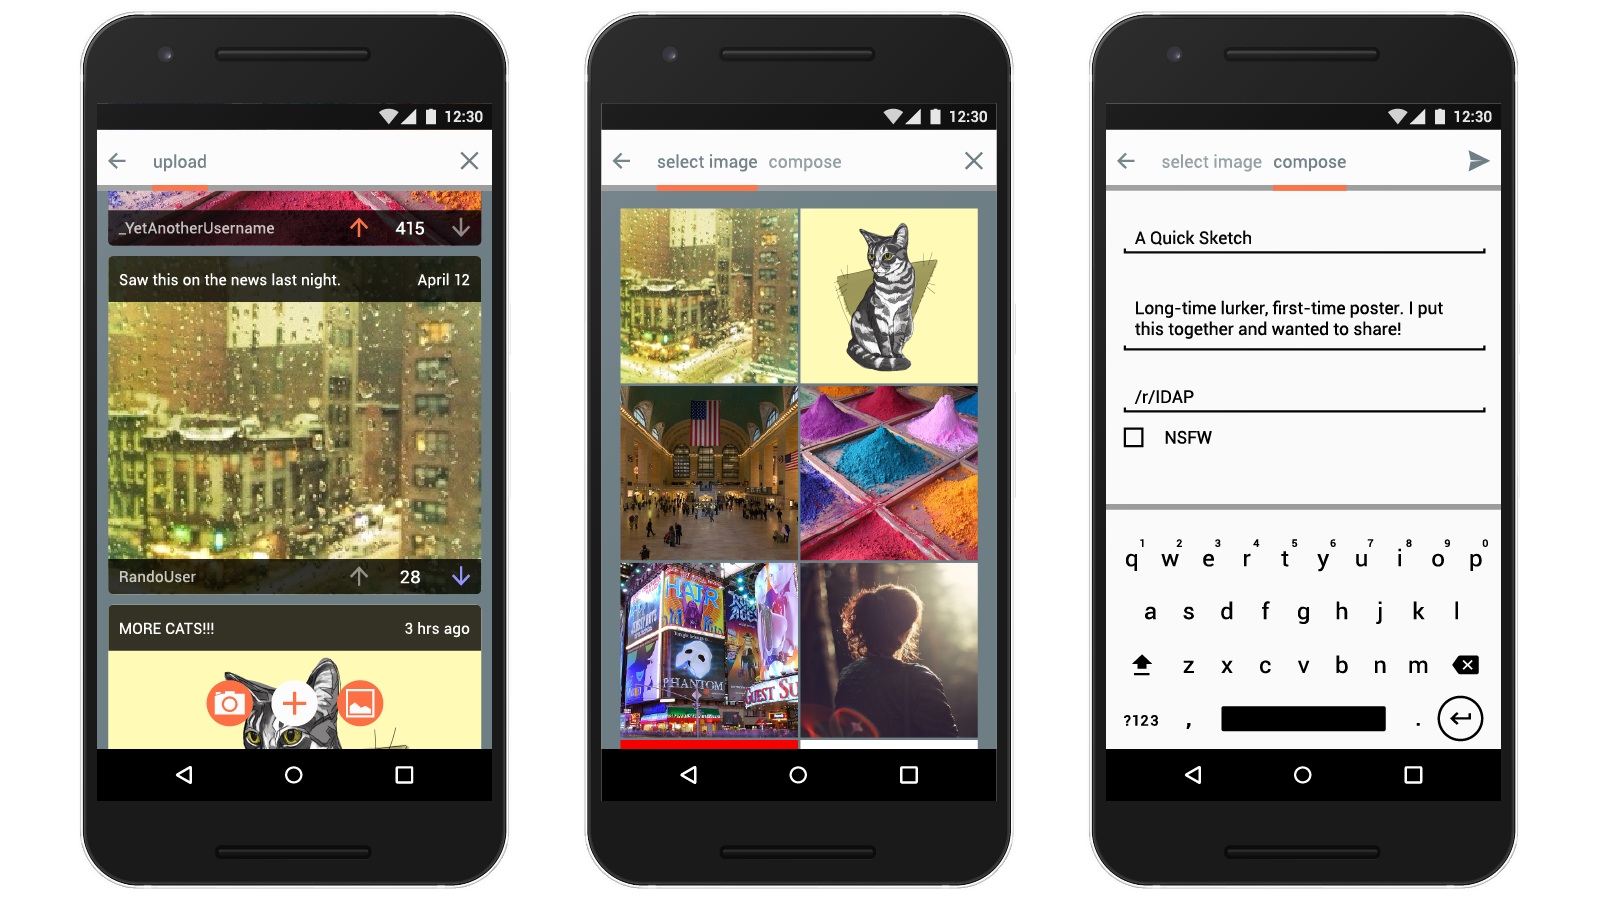 12:30
upload
_YetAnotherUsername 415
Saw this on the news last night. April 12
RandoUser 28
MORE CATS!!! 3 hrs ago
12:30
select image compose
HAIR
PHANTOM
GUEST SU
12:30
select image compose
A Quick Sketch
Long-time lurker, first-time poster. I put
this together and wanted to share!
/r/IDAP
NSFW
1 2 3 4 5 6 7 8 9 0
q w e r t y u i o p
a s d f g h j k l
z x c v b n m
?123 , .